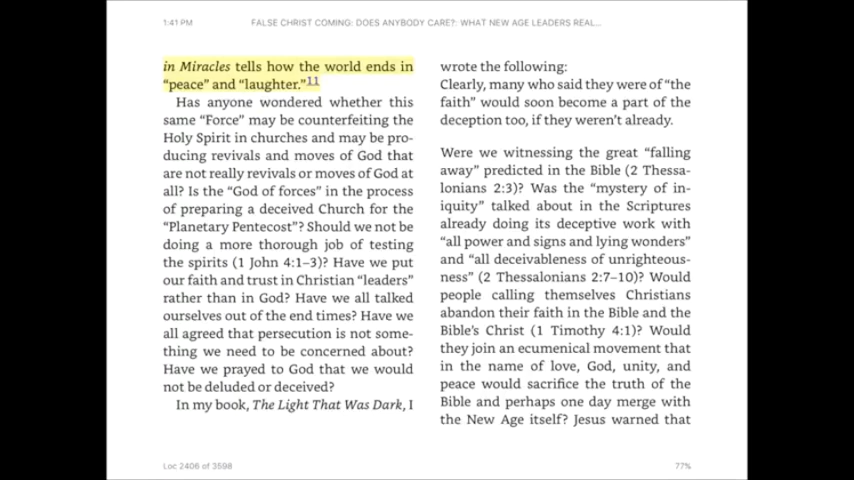 1:41 PM
FALSE CHRIST COMING: DOES ANYBODY CARE?: WHAT NEW AGE LEADERS REAL...
in Miracles tells how the world ends in
“peace” and “laughter.”11
Has anyone wondered whether this
same “Force” may be counterfeiting the
Holy Spirit in churches and may be pro-
ducing revivals and moves of God that
are not really revivals or moves of God at
all? Is the “God of forces” in the process
of preparing a deceived Church for the
“Planetary Pentecost”? Should we not be
doing a more thorough job of testing
the spirits (1 John 4:1–3)? Have we put
our faith and trust in Christian “leaders”
rather than in God? Have we all talked
ourselves out of the end times? Have we
all agreed that persecution is not some-
thing we need to be concerned about?
Have we prayed to God that we would
not be deluded or deceived?
In my book, The Light That Was Dark, I
wrote the following:
Clearly, many who said they were of “the
faith” would soon become a part of the
deception too, if they weren’t already.
Were we witnessing the great “falling
away” predicted in the Bible (2 Thessa-
lonians 2:3)? Was the “mystery of in-
iquity” talked about in the Scriptures
already doing its deceptive work with
“all power and signs and lying wonders”
and “all deceivableness of unrighteous-
ness” (2 Thessalonians 2:7–10)? Would
people calling themselves Christians
abandon their faith in the Bible and the
Bible’s Christ (1 Timothy 4:1)? Would
they join an ecumenical movement that
in the name of love, God, unity, and
peace would sacrifice the truth of the
Bible and perhaps one day merge with
the New Age itself? Jesus warned that
Loc 2406 of 3598
77%